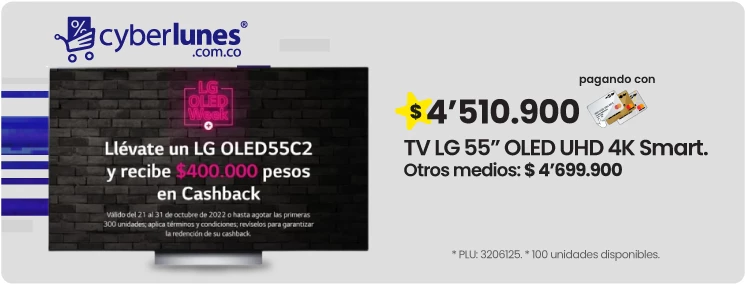 cyberlunes®
.com.co
LG
OLED
Week
Llévate un LG OLED55C2
y recibe $400.000 pesos
en Cashback
Válido del 21 al 31 de octubre de 2022 o hasta agotar las primeras
300 unidades; aplica términos y condiciones; revíselos para garantizar
la redención de su cashback.
pagando con
$ 4’510.900
TV LG 55” OLED UHD 4K Smart.
Otros medios: $ 4’699.900
* PLU: 3206125. * 100 unidades disponibles.